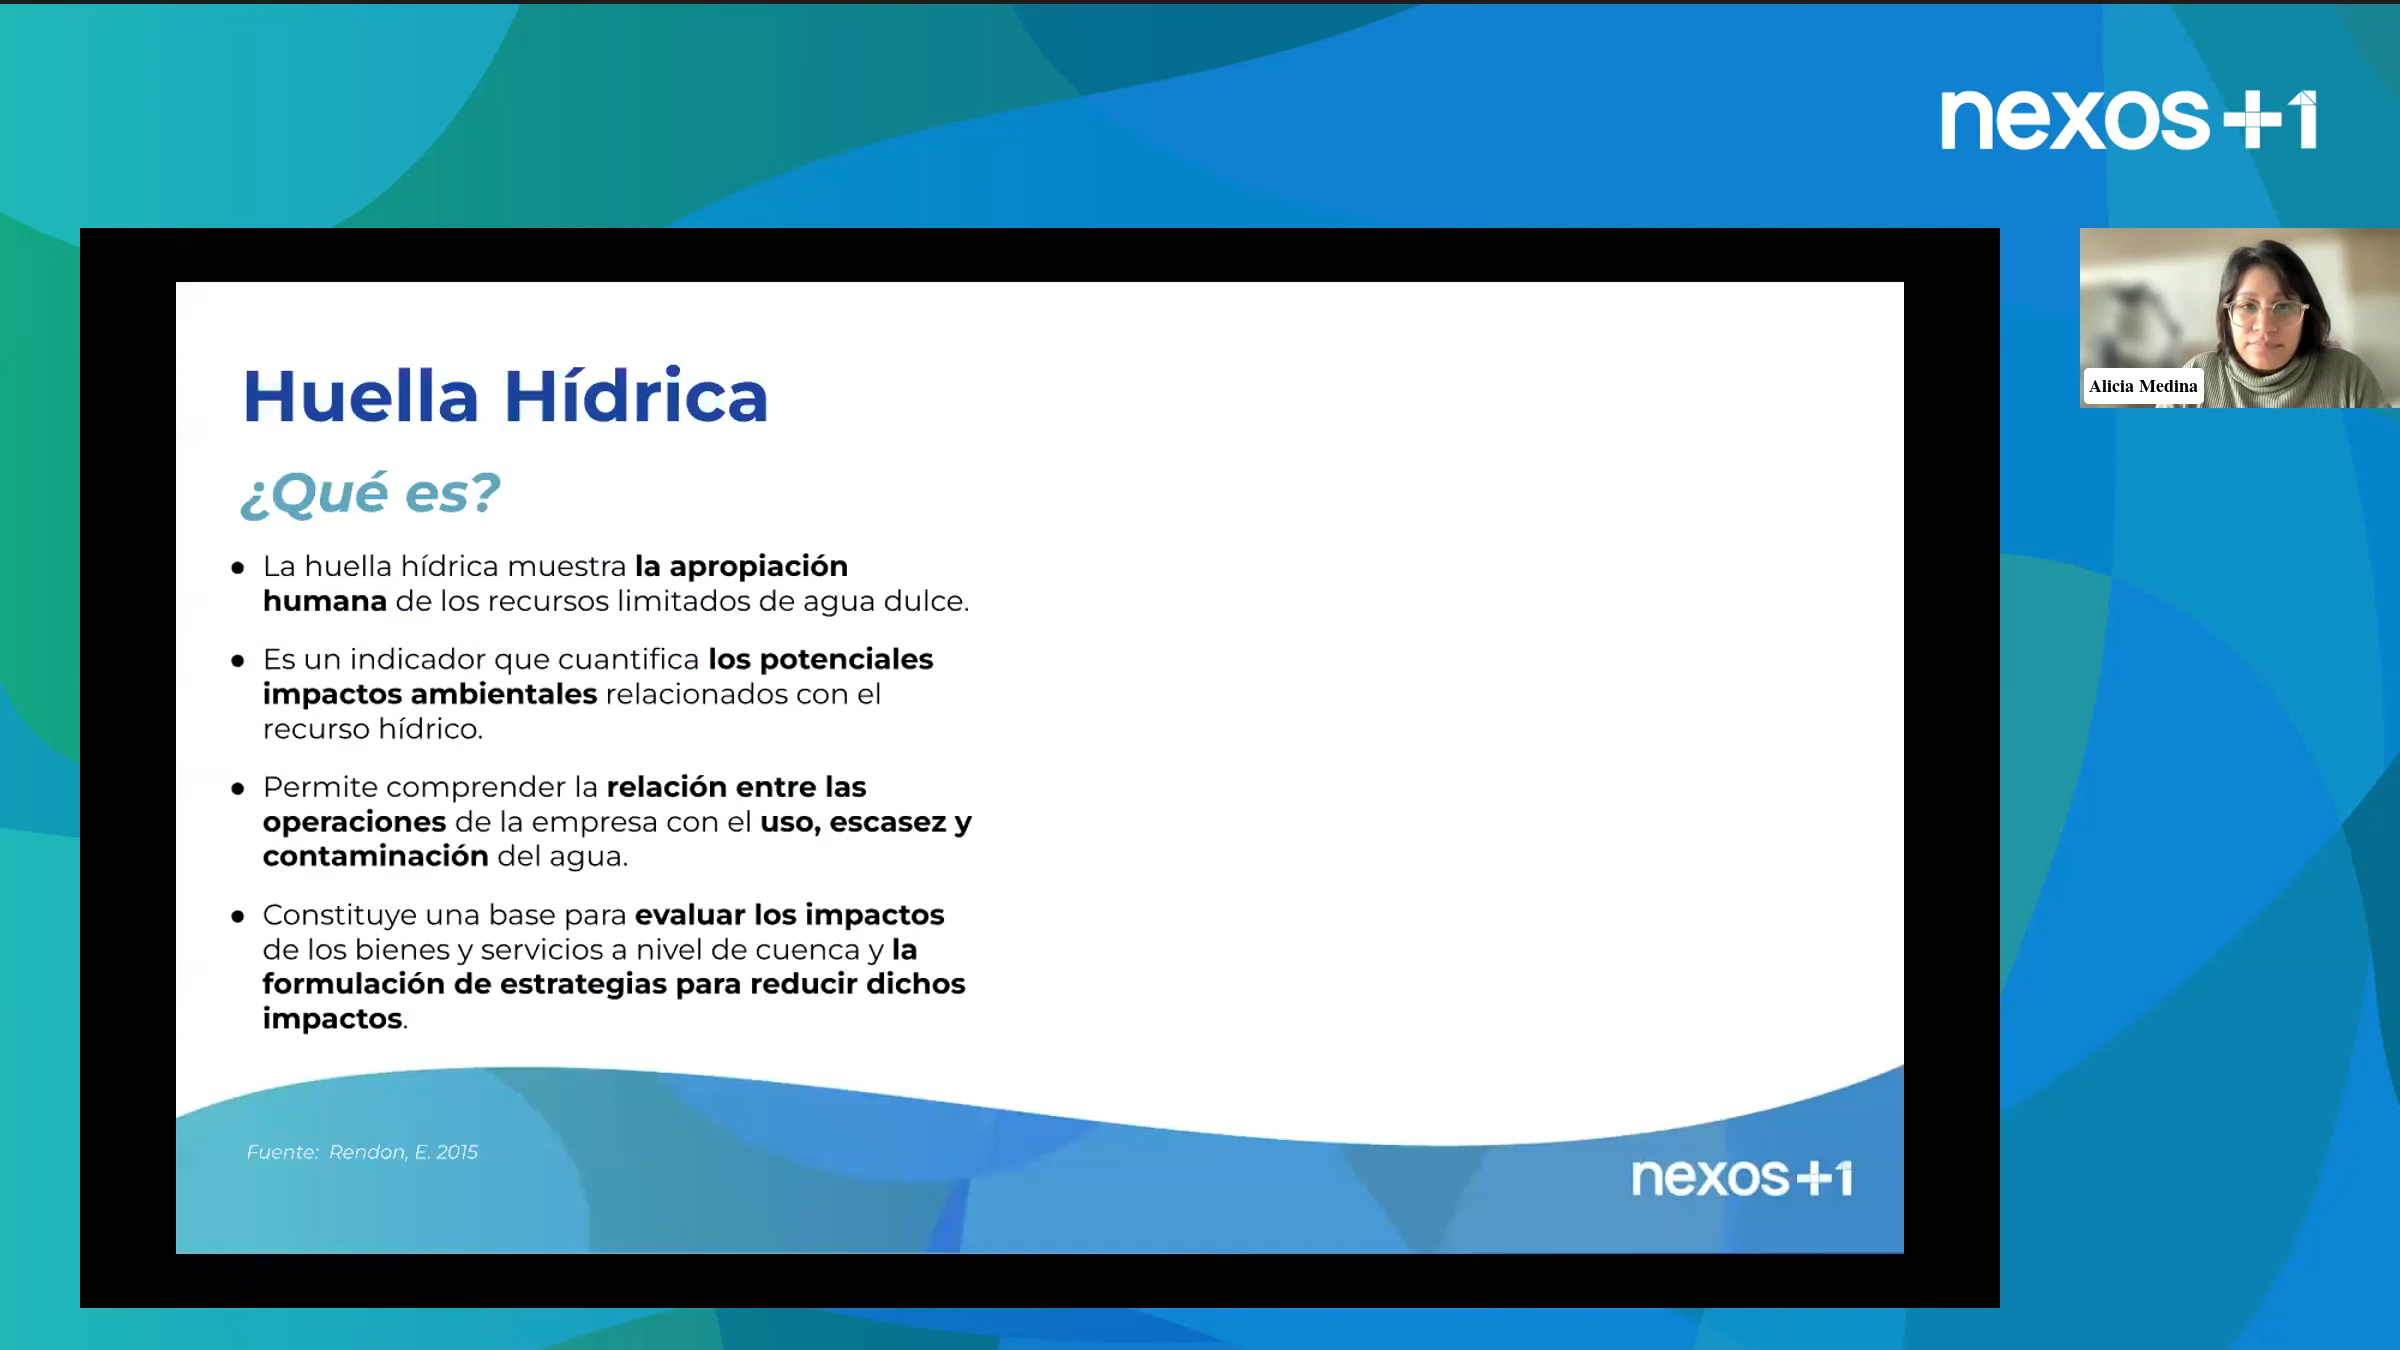 nexos+1
Alicia Medina
Huella Hídrica
¿Qué es?
● La huella hídrica muestra la apropiación
humana de los recursos limitados de agua dulce.
● Es un indicador que cuantifica los potenciales
impactos ambientales relacionados con el
recurso hídrico.
● Permite comprender la relación entre las
operaciones de la empresa con el uso, escasez y
contaminación del agua.
● Constituye una base para evaluar los impactos
de los bienes y servicios a nivel de cuenca y la
formulación de estrategias para reducir dichos
impactos.
Fuente: Rendon, E. 2015
nexos+1